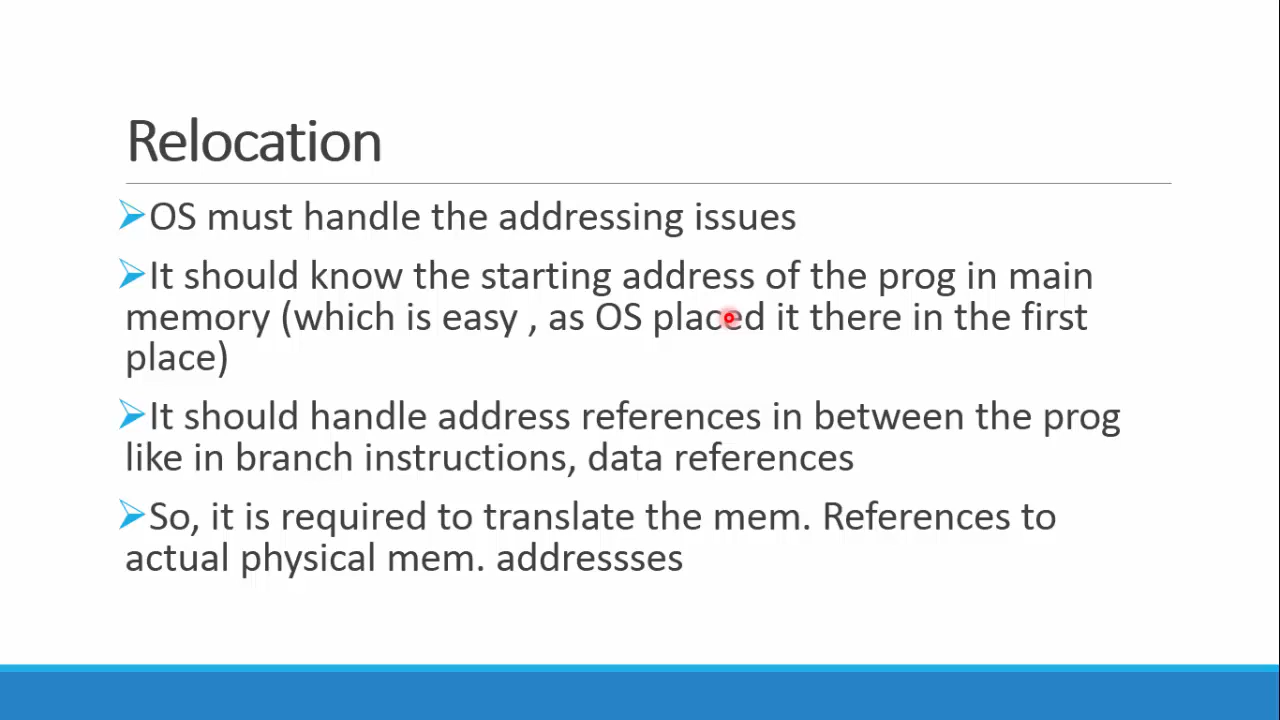 Relocation
➢OS must handle the addressing issues
➢It should know the starting address of the prog in main
memory (which is easy , as OS placed it there in the first
place)
➢It should handle address references in between the prog
like in branch instructions, data references
➢So, it is required to translate the mem. References to
actual physical mem. addressses